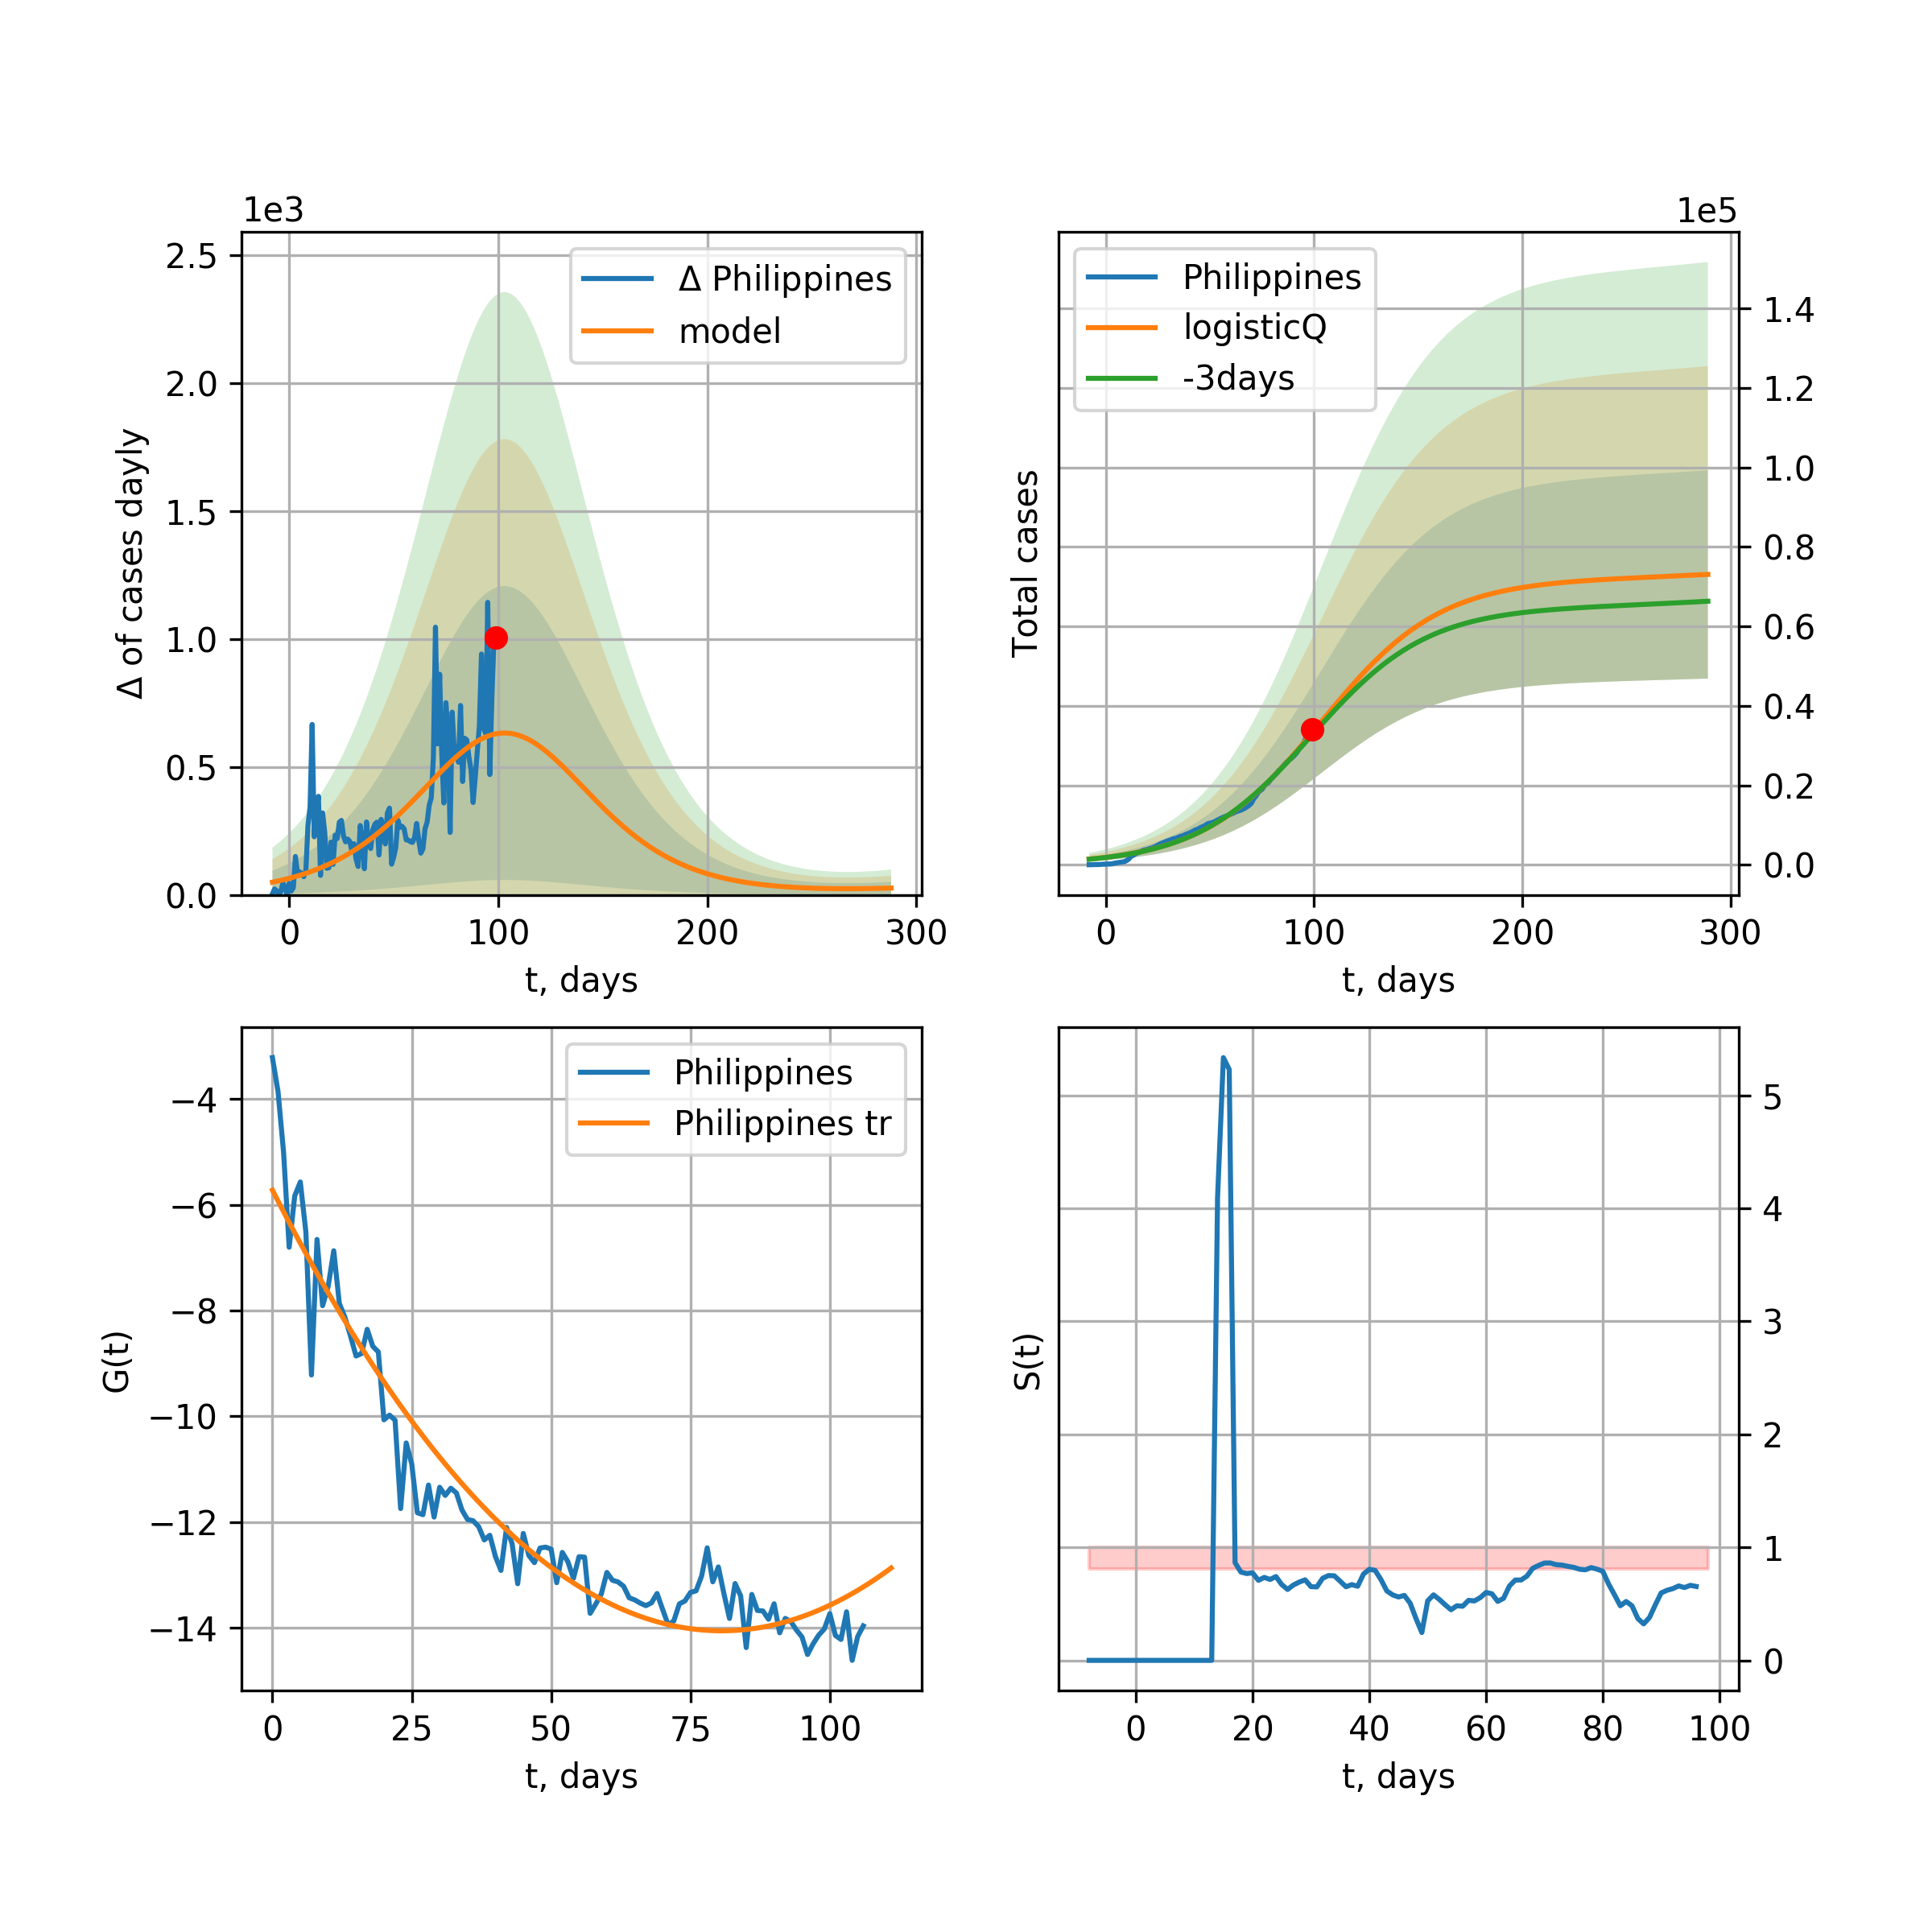 1e3
2.5
2.0
1.5
1.0
0.5
0.0
Δ of cases dayly
Δ Philippines
model
0 100 200 300
t, days
1e5
Philippines
logisticQ
-3days
Total cases
1.4
1.2
1.0
0.8
0.6
0.4
0.2
0.0
0 100 200 300
t, days
−4
−6
−8
−10
−12
−14
G(t)
Philippines
Philippines tr
0 25 50 75 100
t, days
S(t)
5
4
3
2
1
0
0 20 40 60 80 100
t, days